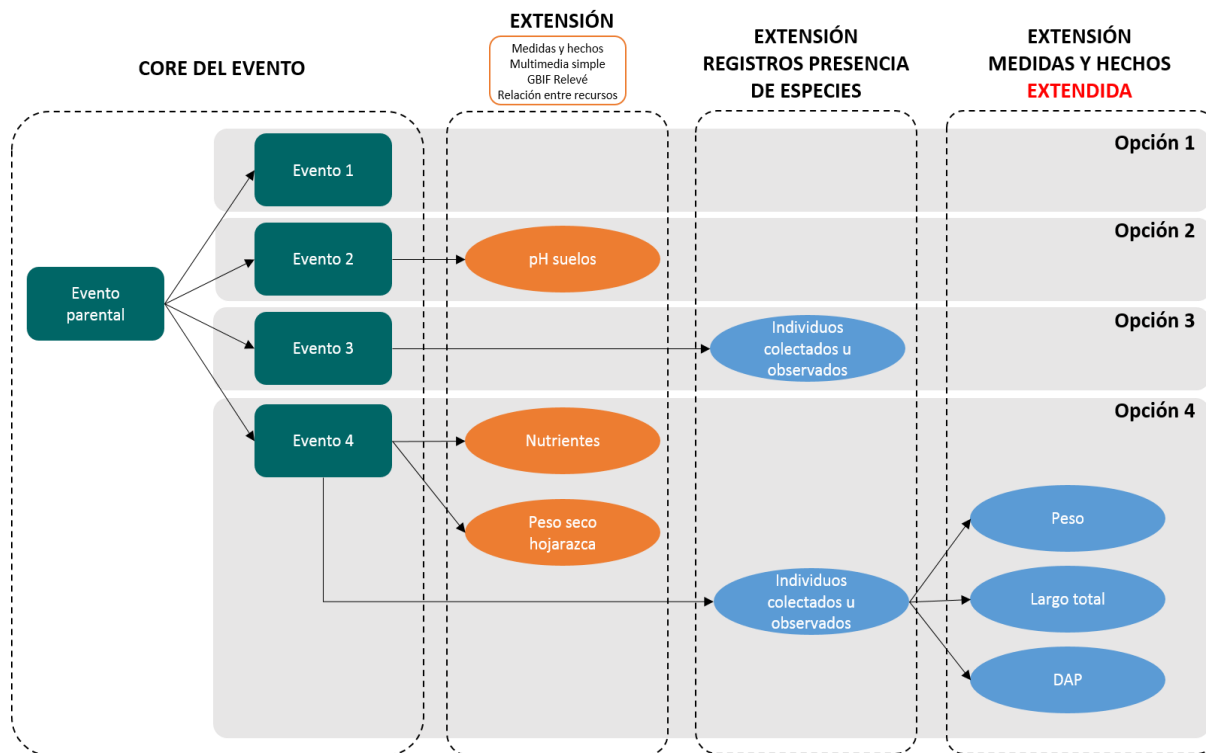 CORE DEL EVENTO
EXTENSIÓN
Medidas y hechos
Multimedia simple
GBIF Relevé
Relación entre recursos
EXTENSIÓN
REGISTROS PRESENCIA
DE ESPECIES
EXTENSIÓN
MEDIDAS Y HECHOS
EXTENDIDA
Opción 1
Evento 1
Opción 2
Evento 2
pH suelos
Evento
parental
Opción 3
Evento 3
Individuos
colectados u
observados
Opción 4
Evento 4
Nutrientes
Peso seco
hojarazca
Individuos
colectados u
observados
Peso
Largo total
DAP